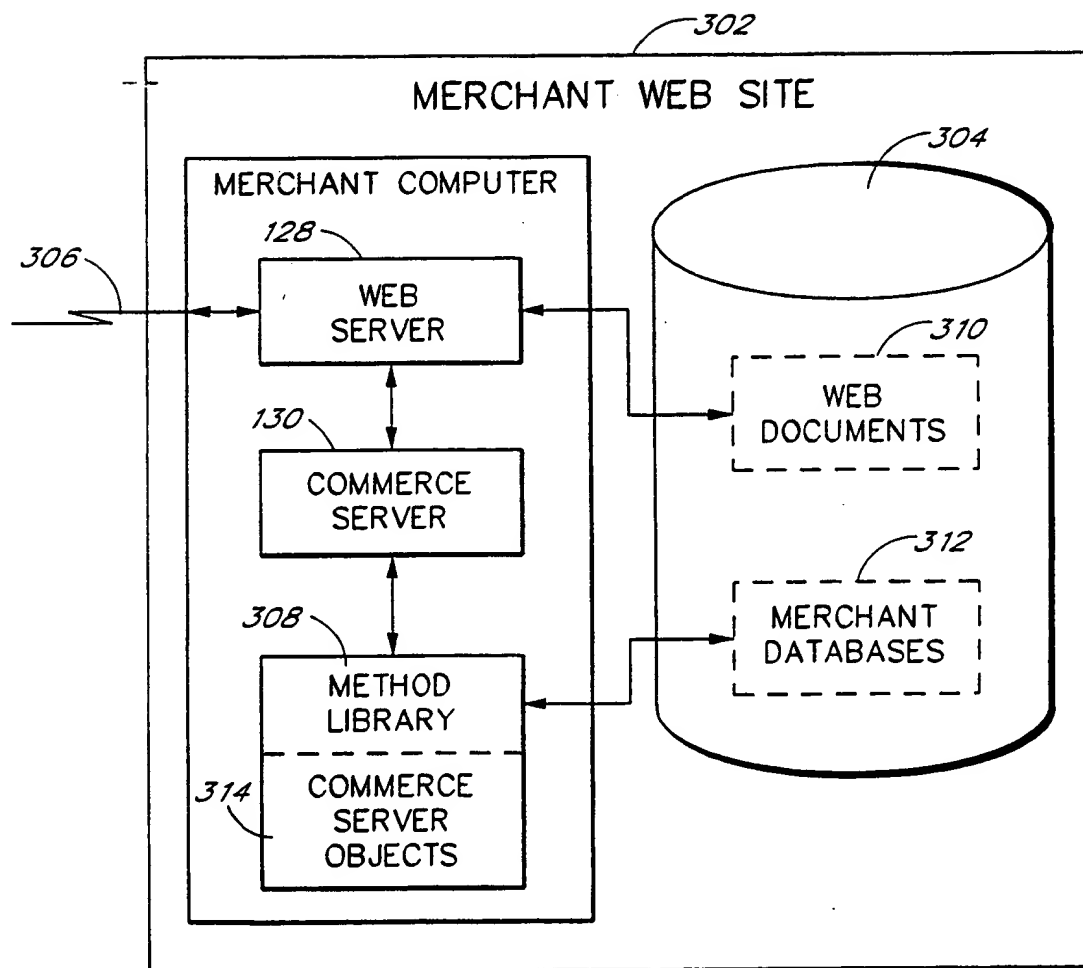 302
MERCHANT WEB SITE
304
MERCHANT COMPUTER
128
306
WEB
SERVER
310
WEB
DOCUMENTS
130
COMMERCE
SERVER
312
MERCHANT
DATABASES
308
METHOD
LIBRARY
314
COMMERCE
SERVER
OBJECTS